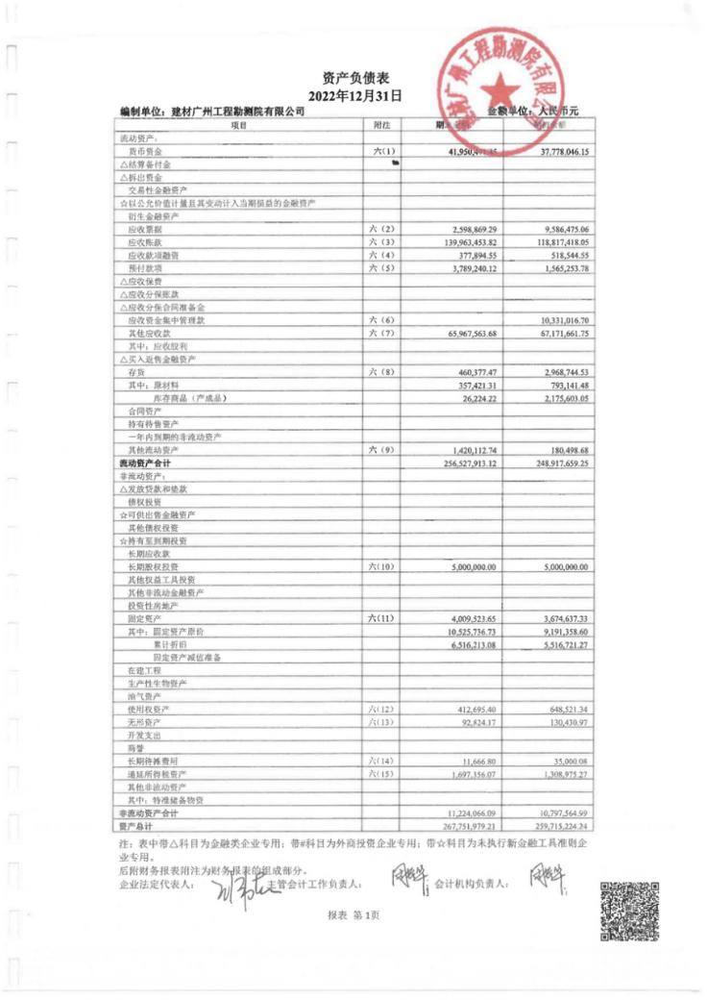 建材广州工程勘测院有限公司
资产负债表
2022年12月31日
编制单位：建材广州工程勘测院有限公司 金额单位：人民币元
项目 附注
流动资产：
货币资金 六(1) 37,778,046.15
△结算备付金
△拆出资金
交易性金融资产
☆以公允价值计量且其变动计入当期损益的金融资产
衍生金融资产
应收票据 六（2） 2,598,869.29 9,586,475.06
应收账款 六（3） 139,963,453.82 118,817,418.05
应收款项融资 六（4） 377,894.55 518,544.55
预付款项 六（5） 3,789,240.12 1,565,253.78
△应收保费
△应收分保账款
△应收分保合同准备金
应收资金集中管理款 六（6） 10,331,016.70
其他应收款 六（7） 65,967,563.68 67,171,661.75
其中：应收股利
△买入返售金融资产
存货 六（8） 460,377.47 2,968,744.53
其中：原材料 357,421.31 793,141.48
库存商品（产成品） 26,224.22 2,175,603.05
合同资产
持有待售资产
一年内到期的非流动资产
其他流动资产 六（9） 1,420,112.74 180,498.68
流动资产合计 256,527,913.12 248,917,659.25
非流动资产：
△发放贷款和垫款
债权投资
☆可供出售金融资产
其他债权投资
☆持有至到期投资
长期应收款
长期股权投资 六(10) 5,000,000.00 5,000,000.00
其他权益工具投资
其他非流动金融资产
投资性房地产
固定资产 六(11) 4,009,523.65 3,674,637.33
其中：固定资产原价 10,525,736.73 9,191,358.60
累计折旧 6,516,213.08 5,516,721.27
固定资产减值准备
在建工程
生产性生物资产
油气资产
使用权资产 六(12) 412,695.40 648,521.34
无形资产 六(13) 92,824.17 130,430.97
开发支出
商誉
长期待摊费用 六(14) 11,666.80 35,000.08
递延所得税资产 六(15) 1,697,356.07 1,308,975.27
其他非流动资产
其中：特准储备物资
非流动资产合计 11,224,066.09 10,797,564.99
资产总计 267,751,979.21 259,715,224.24
注：表中带△科目为金融类企业专用；带#科目为外商投资企业专用；带☆科目为未执行新金融工具准则企
业专用。
后附财务报表附注为财务报表的组成部分。
企业法定代表人： 主管会计工作负责人： 会计机构负责人：
报表 第1页